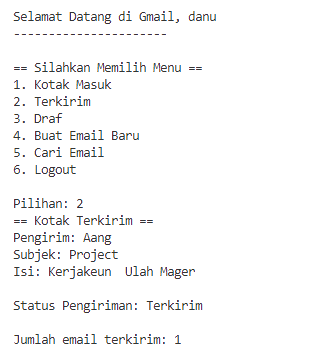 Selamat Datang di Gmail, danu
----------------------
== Silahkan Memilih Menu ==
1. Kotak Masuk
2. Terkirim
3. Draf
4. Buat Email Baru
5. Cari Email
6. Logout
Pilihan: 2
== Kotak Terkirim ==
Pengirim: Aang
Subjek: Project
Isi: Kerjakeun  Ulah Mager
Status Pengiriman: Terkirim
Jumlah email terkirim: 1